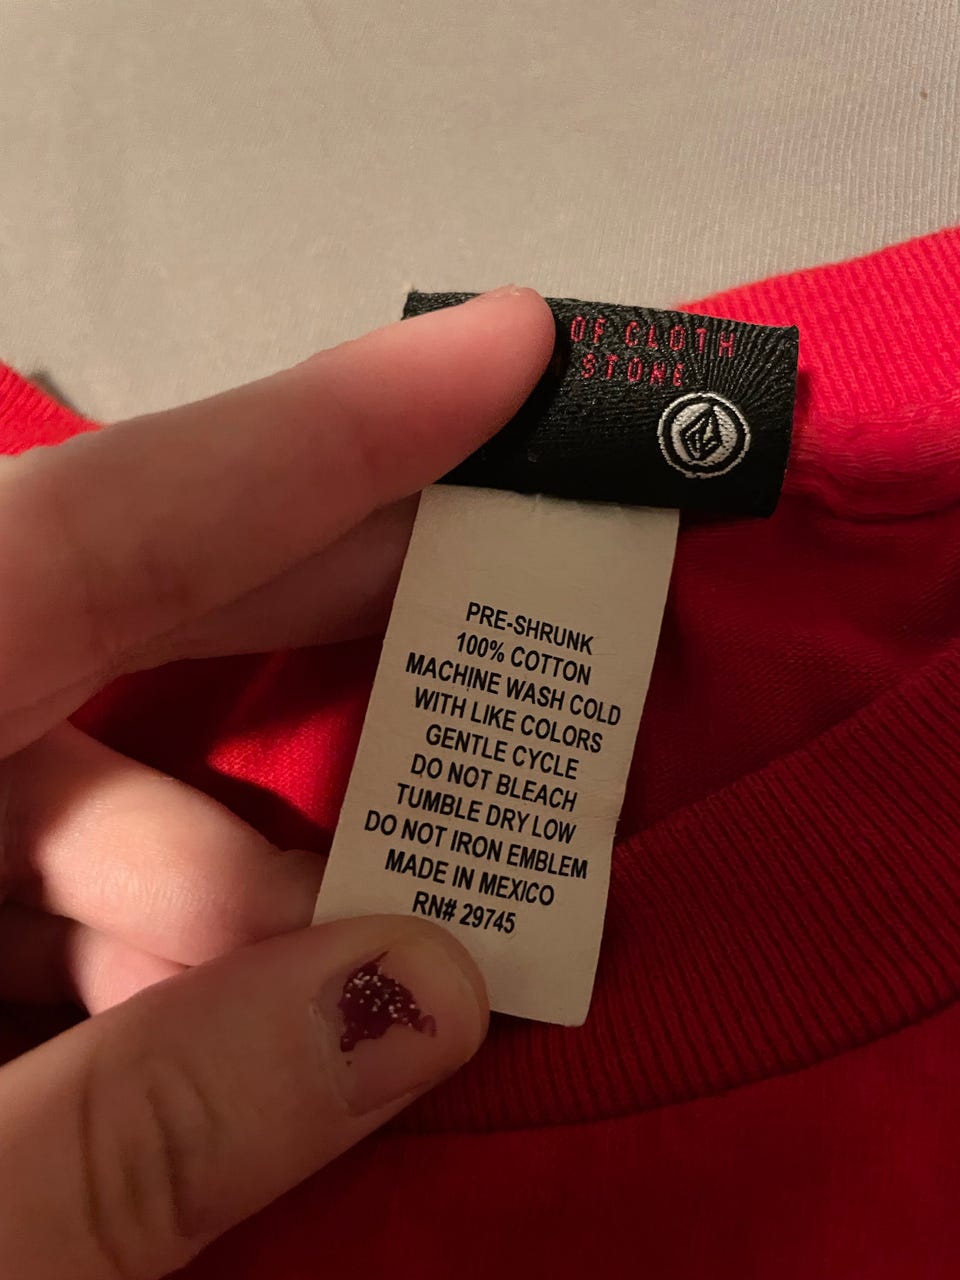 OF CLOTH
STONE
PRE-SHRUNK
100% COTTON
MACHINE WASH COLD
WITH LIKE COLORS
GENTLE CYCLE
DO NOT BLEACH
TUMBLE DRY LOW
DO NOT IRON EMBLEM
MADE IN MEXICO
RN# 29745